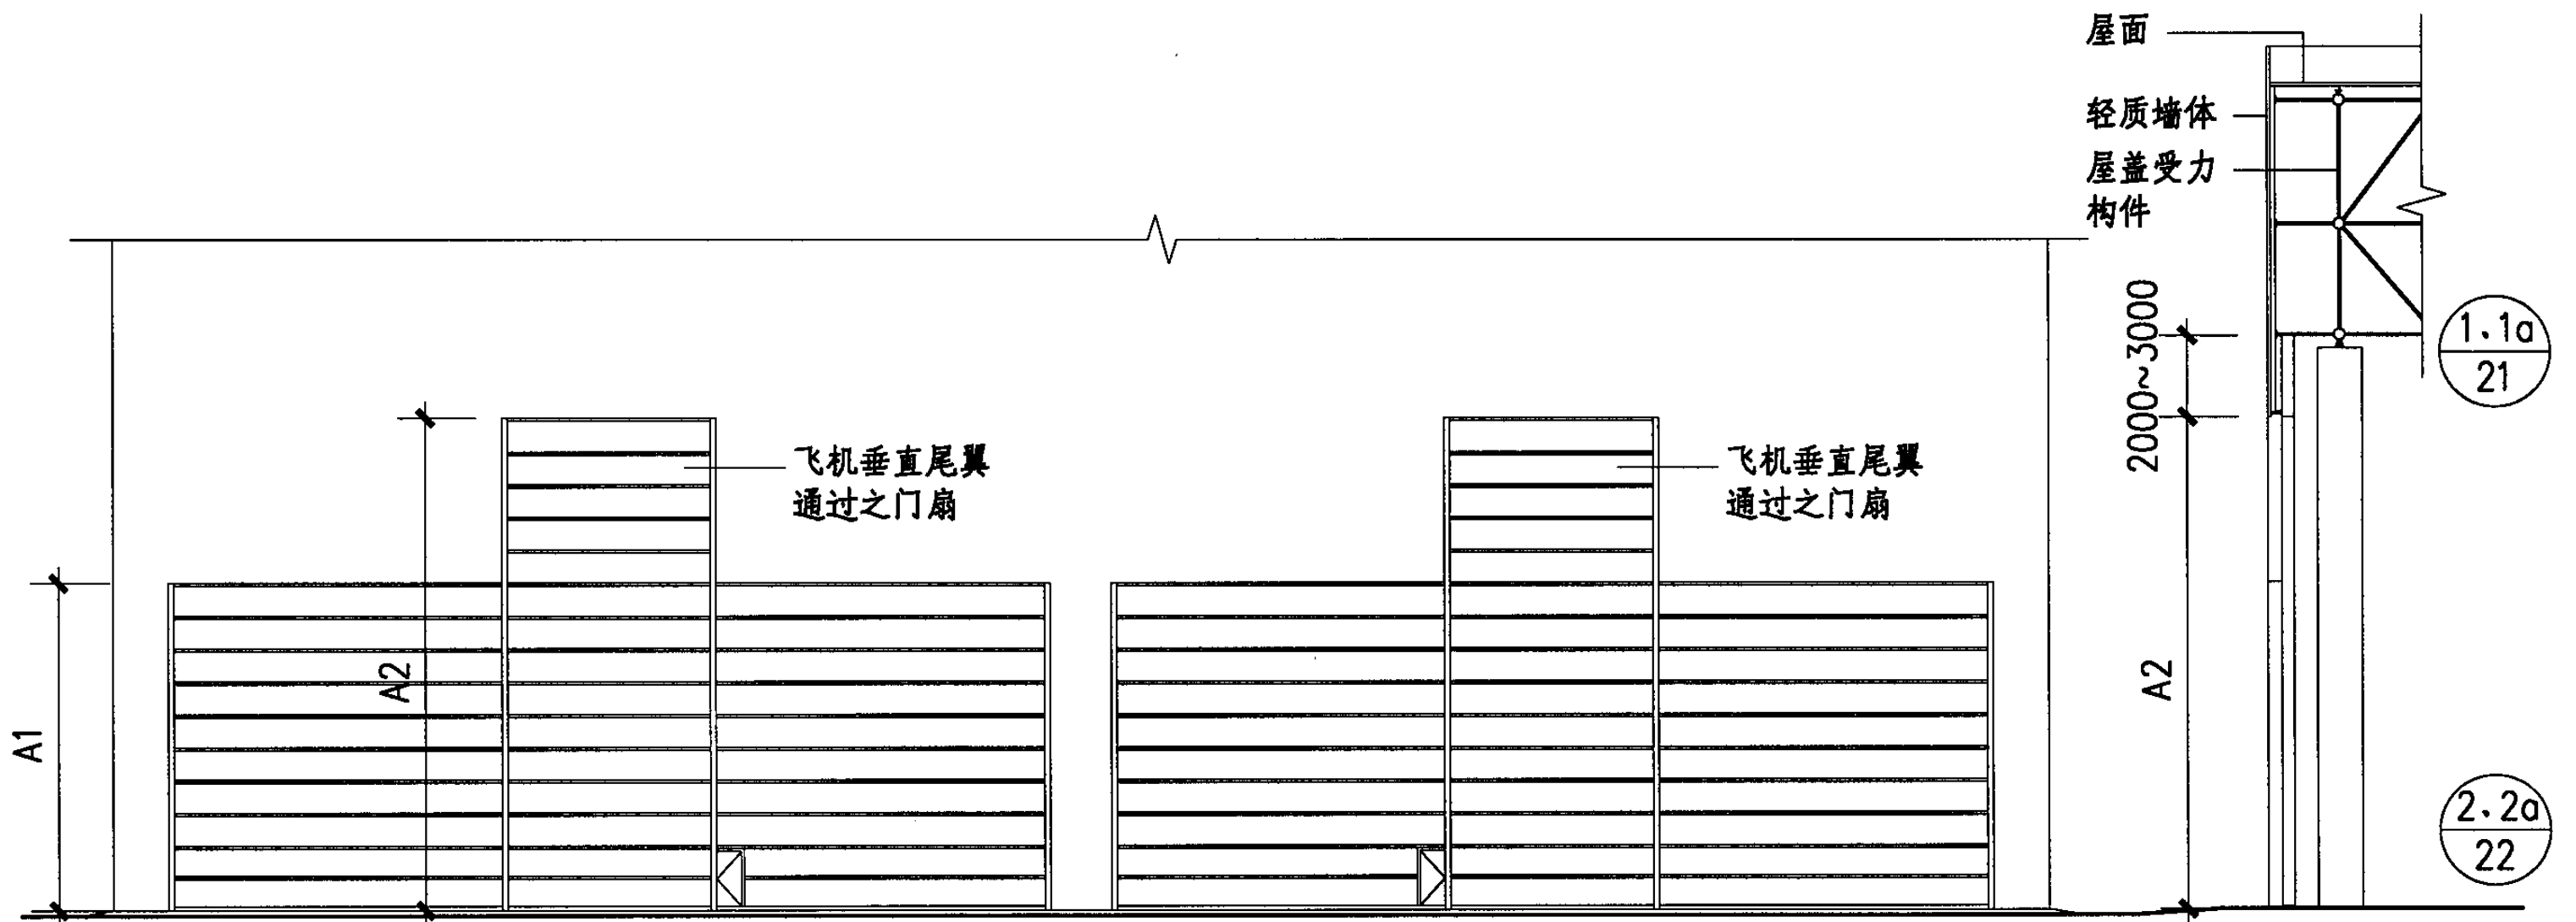 屋面
轻质墙体
屋盖受力
构件
2000~3000
1.1a
21
飞机垂直尾翼
通过之门扇
飞机垂直尾翼
通过之门扇
A1
A2
A2
2.2a
22